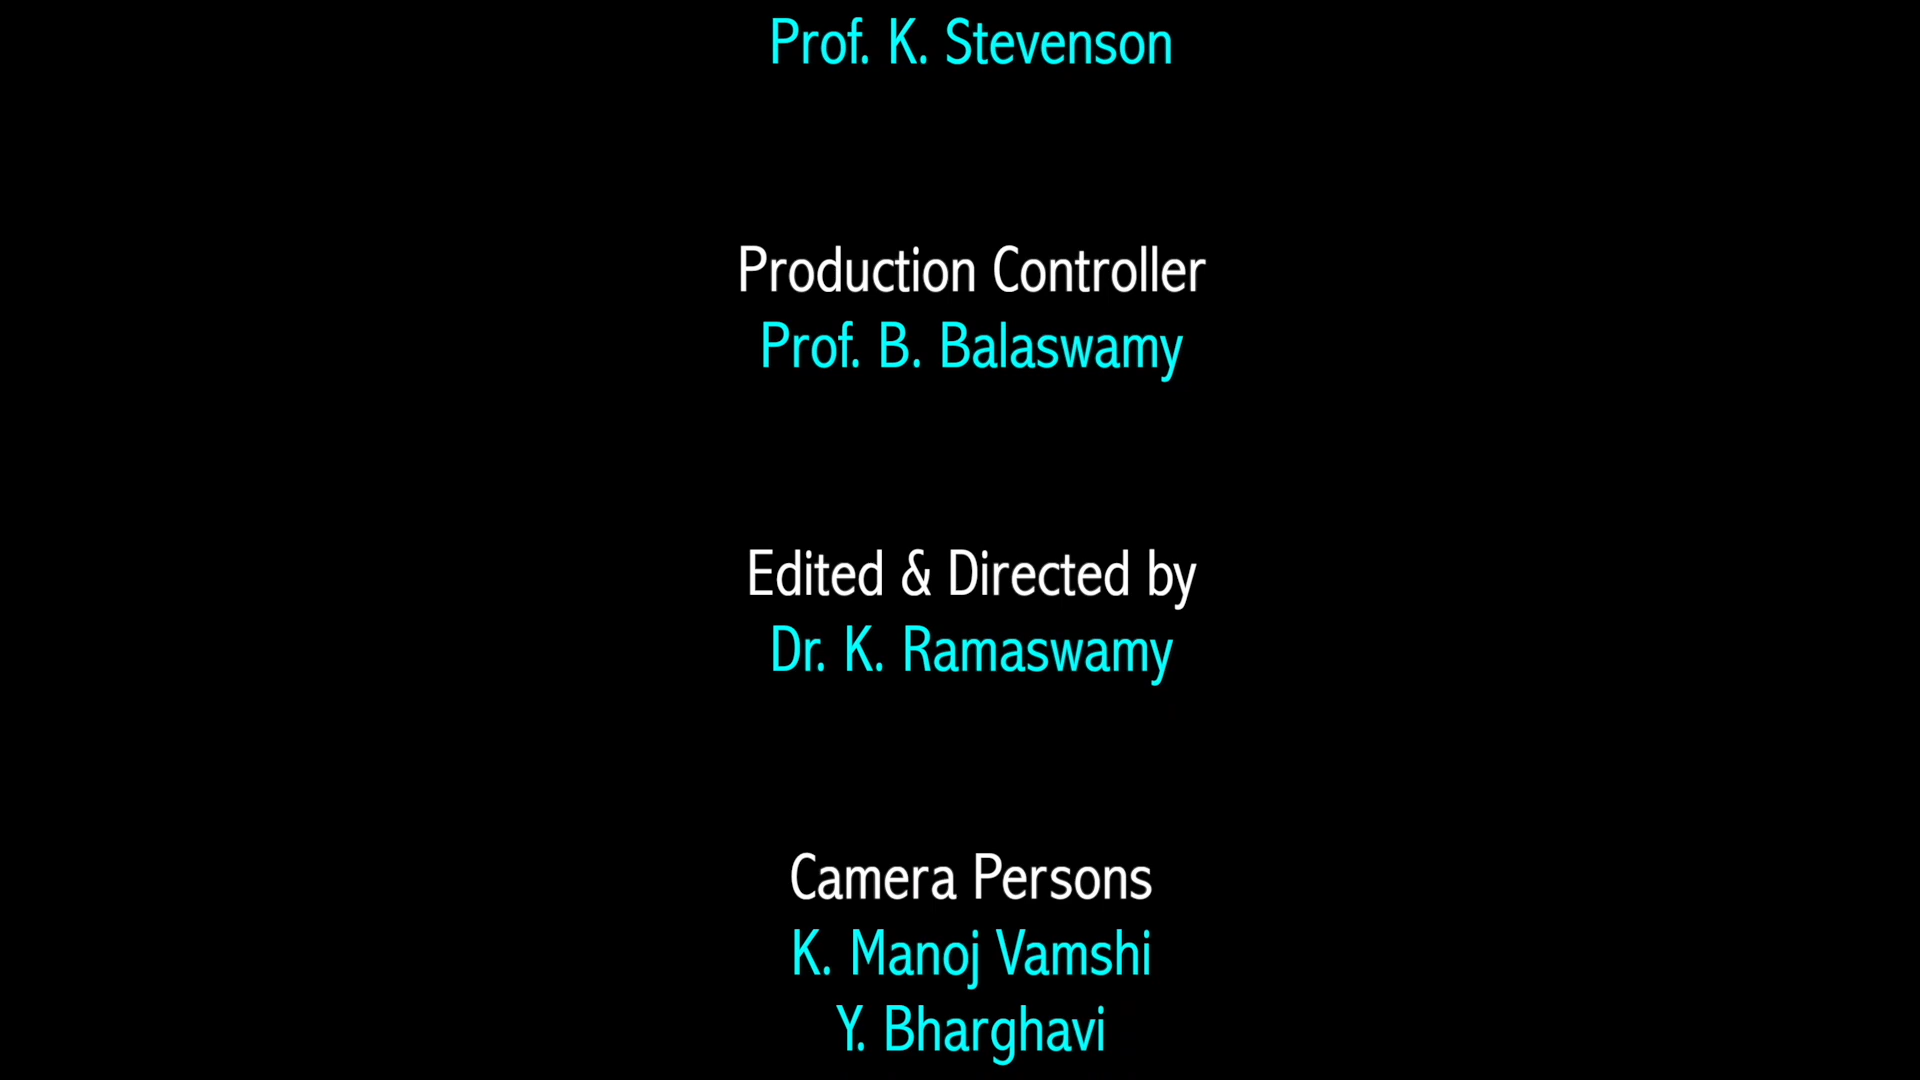 Prof. K. Stevenson
Production Controller
Prof. B. Balaswamy
Edited & Directed by
Dr. K. Ramaswamy
Camera Persons
K. Manoj Vamshi
Y. Bharghavi